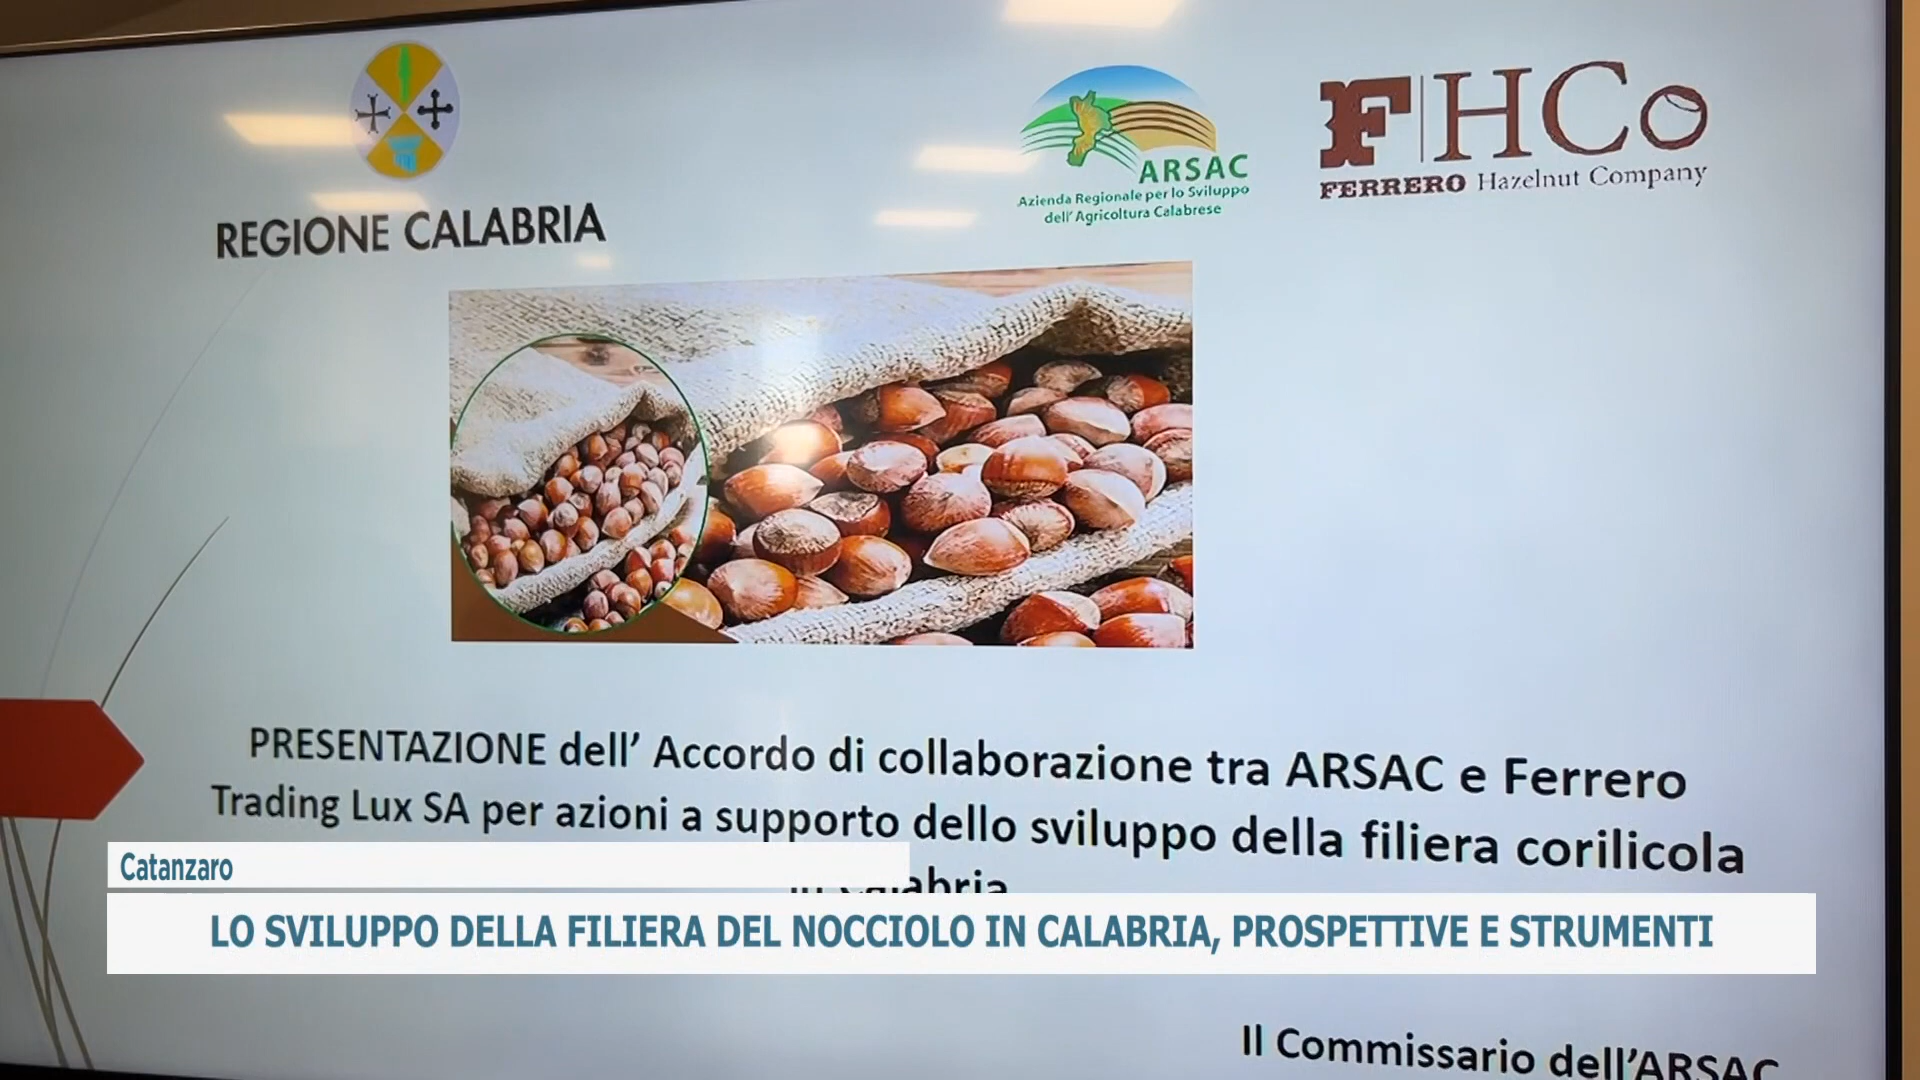 REGIONE CALABRIA
ARSAC
Azienda Regionale per lo Sviluppo
dell' Agricoltura Calabrese
FHCo
FERRERO Hazelnut Company
PRESENTAZIONE dell' Accordo di collaborazione tra ARSAC e Ferrero
Trading Lux SA per azioni a supporto dello sviluppo della filiera corilicola
Catanzaro
LO SVILUPPO DELLA FILIERA DEL NOCCIOLO IN CALABRIA, PROSPETTIVE E STRUMENTI
Il Commissario dell'ARSAC